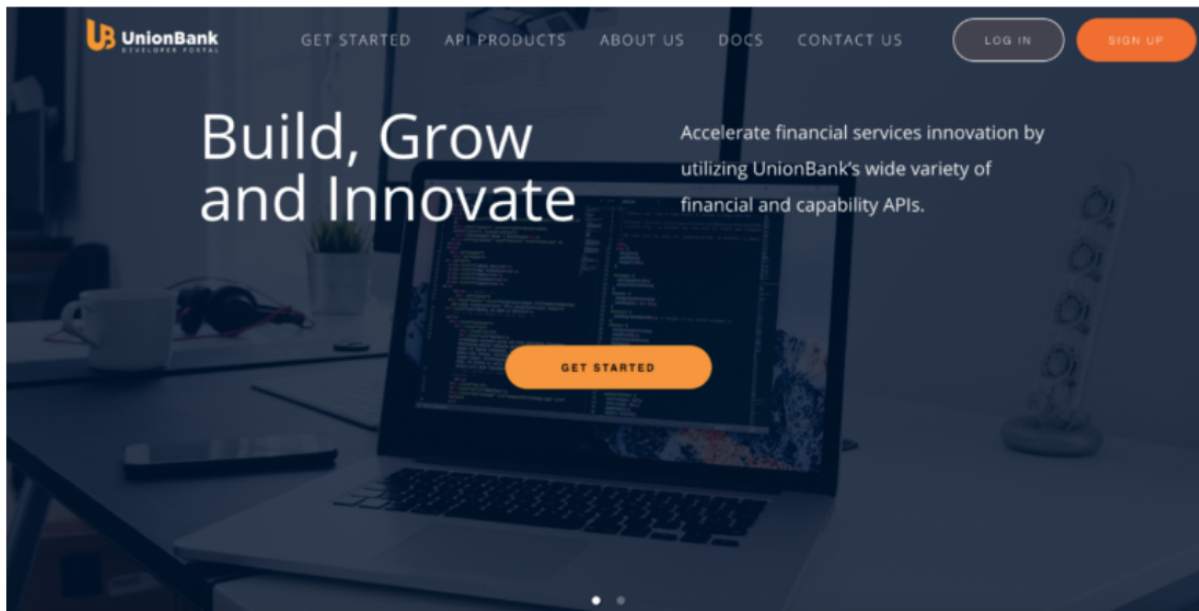 UB UnionBank
DEVELOPER PORTAL
GET STARTED
API PRODUCTS
ABOUT US
DOCS
CONTACT US
LOG IN
SIGN UP
Build, Grow
and Innovate
Accelerate financial services innovation by
utilizing UnionBank's wide variety of
financial and capability APIs.
GET STARTED